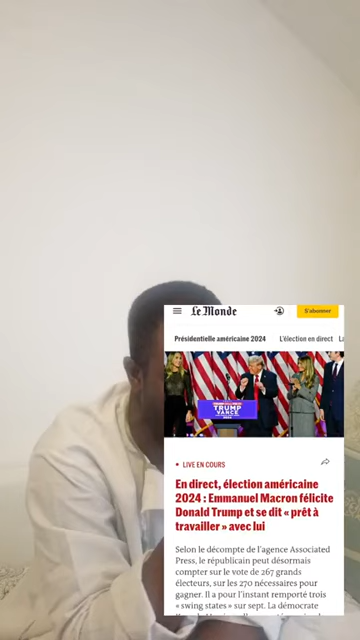 Le Monde
S'abonner
Présidentielle américaine 2024 L'élection en direct
TRUMP
VANCE
LIVE EN COURS
En direct, élection américaine
2024 : Emmanuel Macron félicite
Donald Trump et se dit « prêt à
travailler » avec lui
Selon le décompte de l'agence Associated
Press, le républicain peut désormais
compter sur le vote de 267 grands
électeurs, sur les 270 nécessaires pour
gagner. Il a pour l'instant remporté trois
« swing states » sur sept. La démocrate